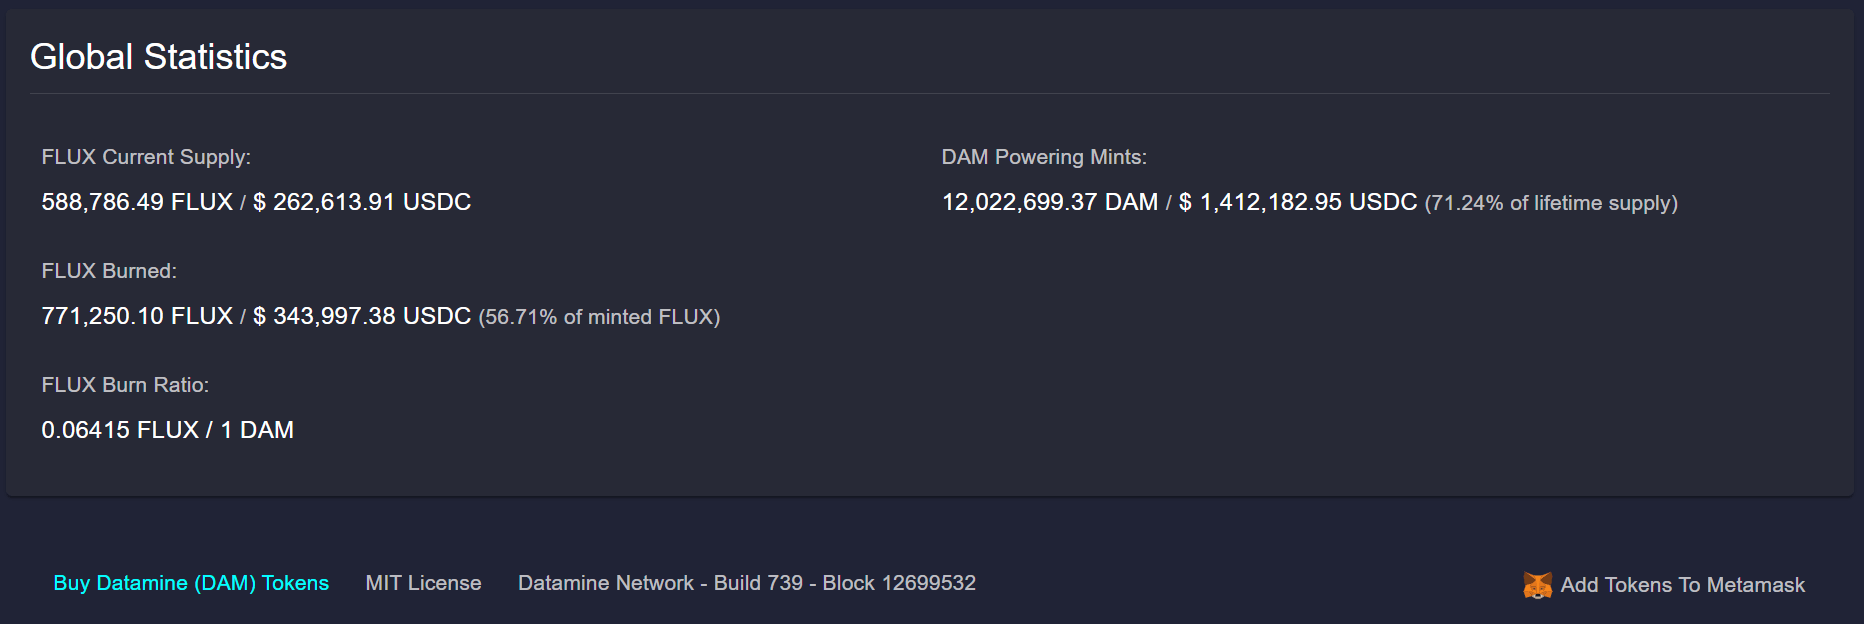 Global Statistics
FLUX Current Supply:
588,786.49 FLUX / $ 262,613.91 USDC
FLUX Burned:
771,250.10 FLUX / $ 343,997.38 USDC (56.71% of minted FLUX)
FLUX Burn Ratio:
0.06415 FLUX / 1 DAM
DAM Powering Mints:
12,022,699.37 DAM / $ 1,412,182.95 USDC (71.24% of lifetime supply)
Buy Datamine (DAM) Tokens MIT License Datamine Network - Build 739 - Block 12699532 Add Tokens To Metamask